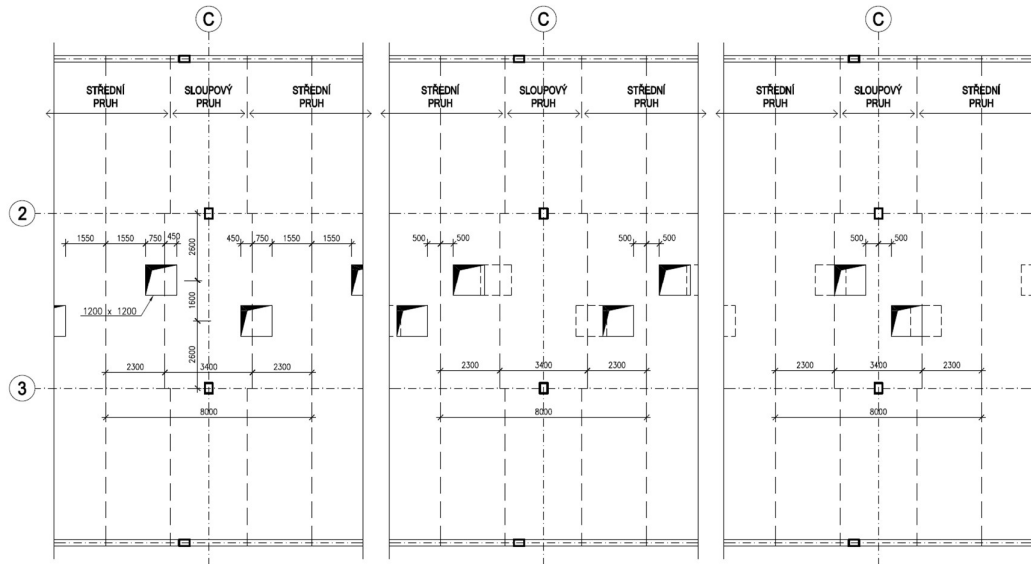 C
C
C
STŘEDNÍ
PRUH
SLOUPOVÝ
PRUH
STŘEDNÍ
PRUH
STŘEDNÍ
PRUH
SLOUPOVÝ
PRUH
STŘEDNÍ
PRUH
STŘEDNÍ
PRUH
SLOUPOVÝ
PRUH
STŘEDNÍ
PRUH
2
1550 1550 750 450
2600
450 750 1550 1550
500 500
500 500
500 500
1200 x 1200
1600
2600
2300 3400 2300
2300 3400 2300
2300 3400 2300
3
8000
8000
8000